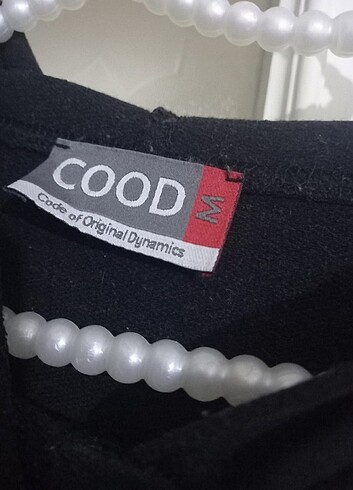 COOD
M
Code of Original Dynamics